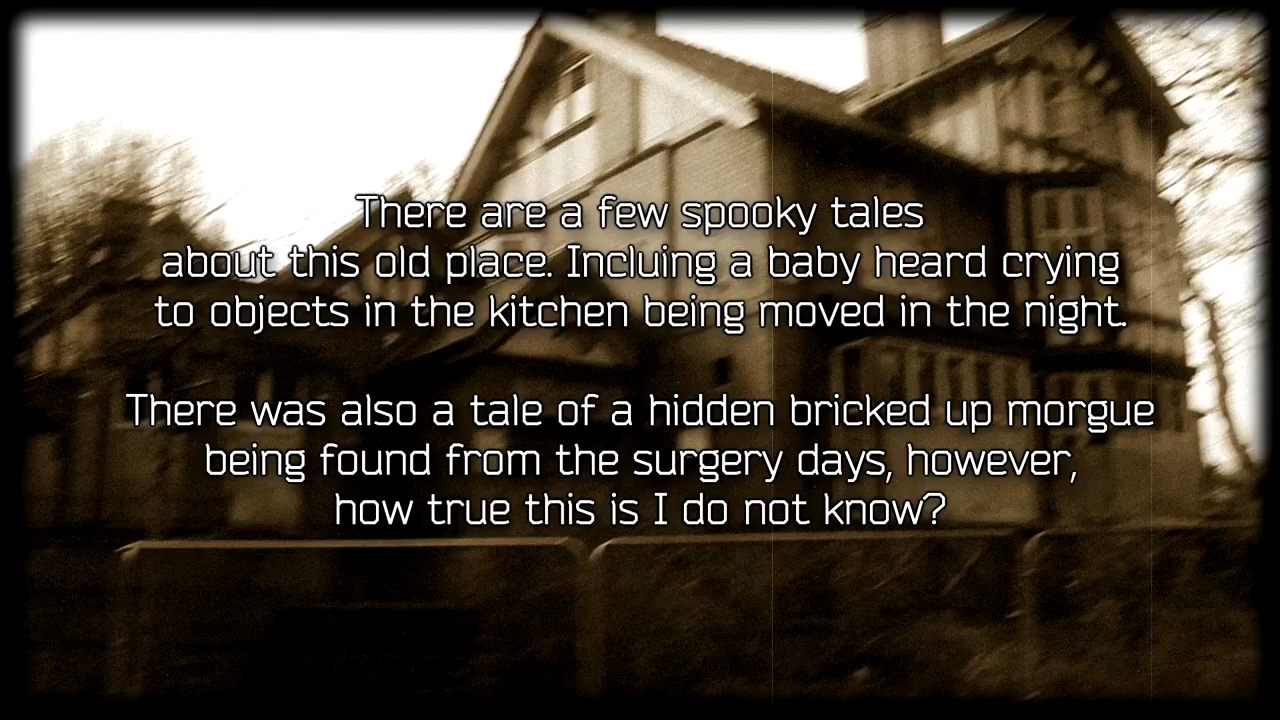 There are a few spooky tales
about this old place. Incluing a baby heard crying
to objects in the kitchen being moved in the night.
There was also a tale of a hidden bricked up morgue
being found from the surgery days, however,
how true this is I do not know?